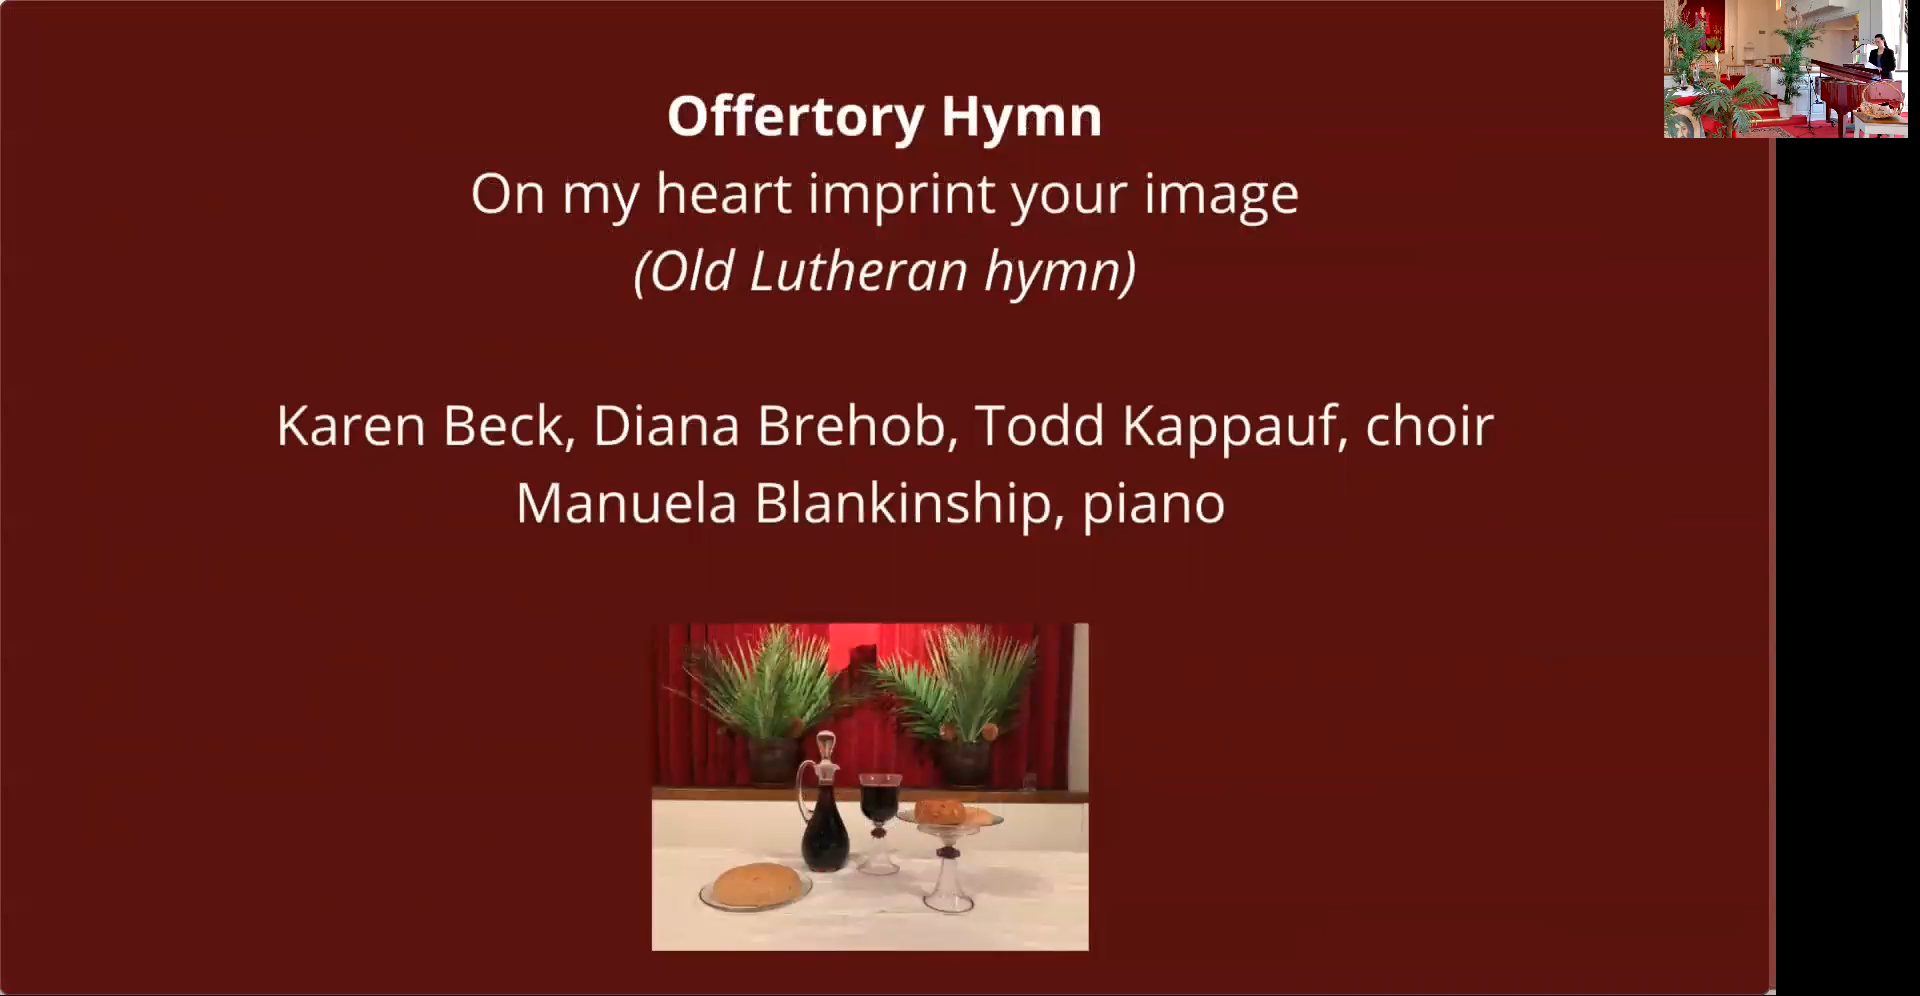 Offertory Hymn
On my heart imprint your image
(Old Lutheran hymn)
Karen Beck, Diana Brehob, Todd Kappauf, choir
Manuela Blankinship, piano